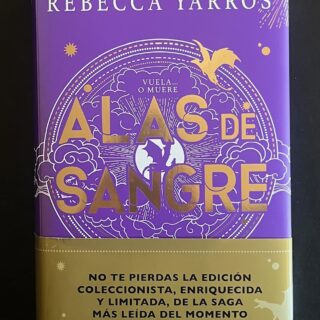 REBECCA YARROS
VUELA...
O MUERE
ALAS DE
SANGRE
NO TE PIERDAS LA EDICIÓN
COLECCIONISTA, ENRIQUECIDA
Y LIMITADA, DE LA SAGA
MÁS LEÍDA DEL MOMENTO